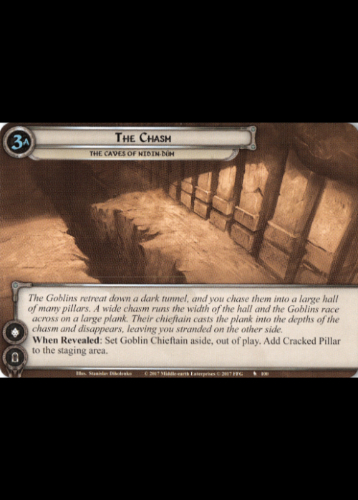 3A
The Chasm
The Caves of Nibin-Dûm
The Goblins retreat down a dark tunnel, and you chase them into a large hall
of many pillars. A wide chasm runs the width of the hall and the Goblins race
across on a large plank. Their chieftain casts the plank into the depths of the
chasm and disappears, leaving you stranded on the other side.
When Revealed: Set Goblin Chieftain aside, out of play. Add Cracked Pillar
to the staging area.
© 2017 Middle-earth Enterprises © 2017 FFG